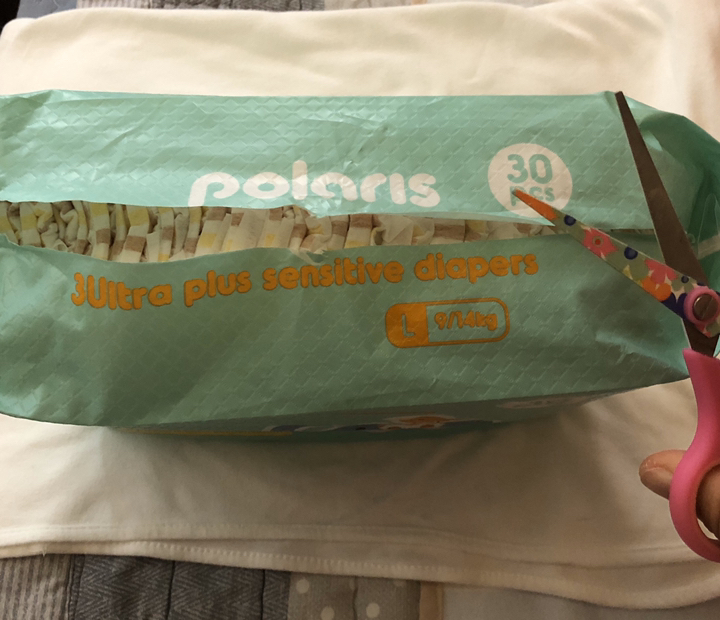 polaris
30
pcs
3Ultra plus sensitive diapers
L 9/14kg